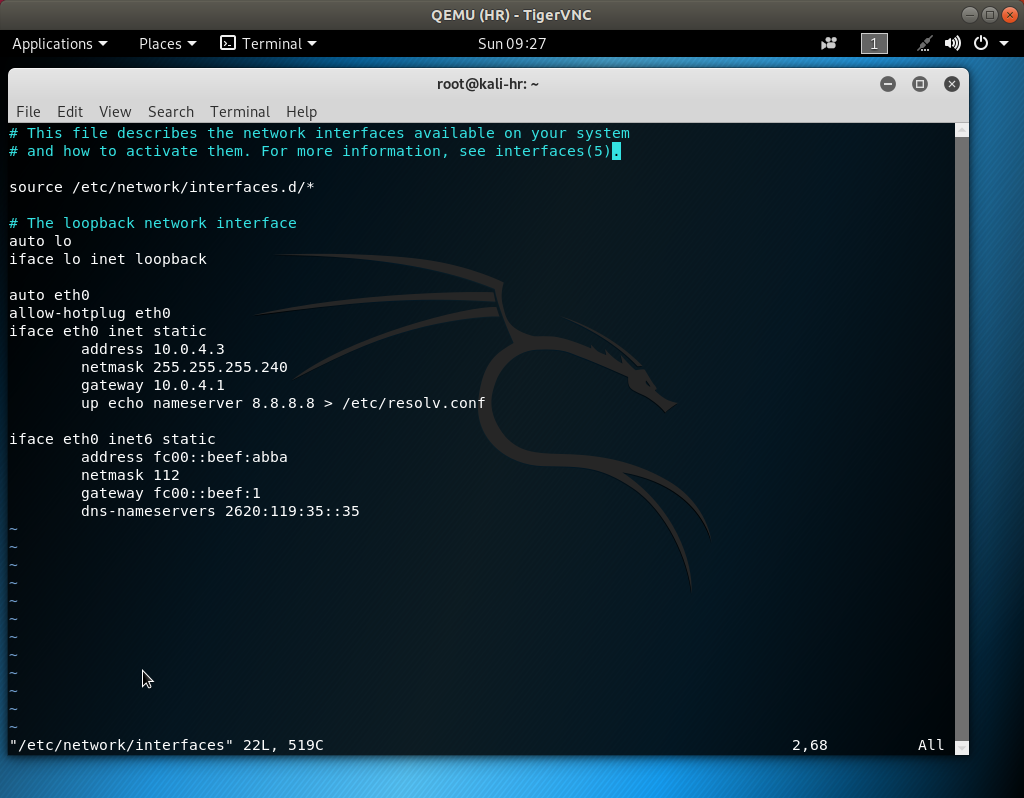 QEMU (HR) - TigerVNC
Applications Places Terminal Sun 09:27 1
root@kali-hr: ~
File Edit View Search Terminal Help
# This file describes the network interfaces available on your system
# and how to activate them. For more information, see interfaces(5).
source /etc/network/interfaces.d/*
# The loopback network interface
auto lo
iface lo inet loopback
auto eth0
allow-hotplug eth0
iface eth0 inet static
address 10.0.4.3
netmask 255.255.255.240
gateway 10.0.4.1
up echo nameserver 8.8.8.8 > /etc/resolv.conf
iface eth0 inet6 static
address fc00::beef:abba
netmask 112
gateway fc00::beef:1
dns-nameservers 2620:119:35::35
~
~
~
~
~
~
~
~
~
~
~
~
"/etc/network/interfaces" 22L, 519C 2,68 All